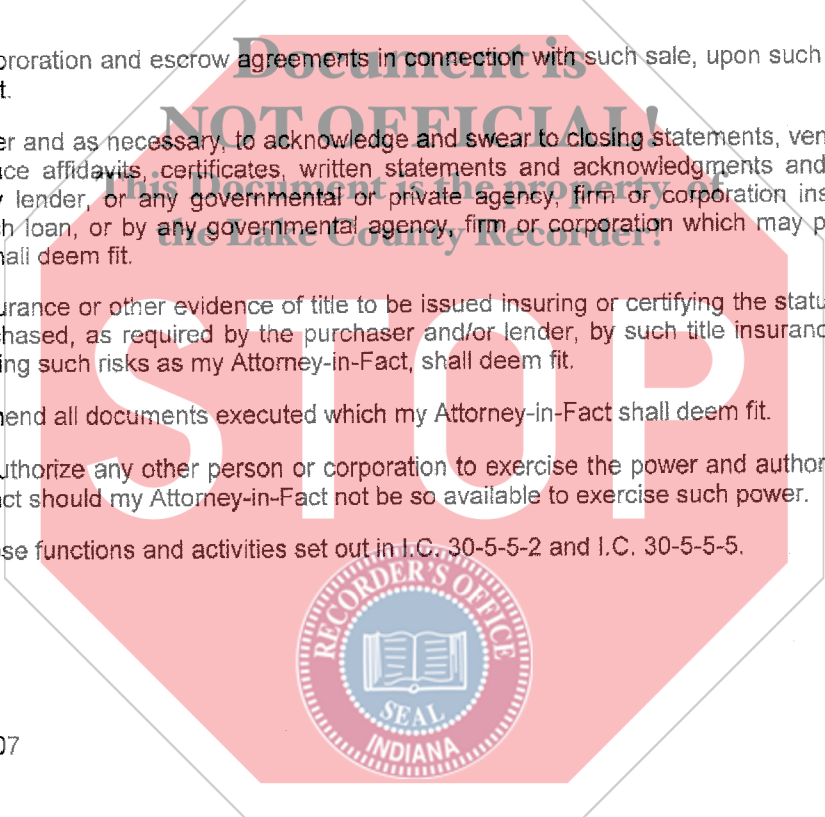 proration and escrow agreements in connection with such sale, upon such
t.
er and as necessary, to acknowledge and swear to closing statements, ven
ce affidavits, certificates, written statements and acknowledgments and
y lender, or any governmental or private agency, firm or corporation ins
h loan, or by any governmental agency, firm or corporation which may p
hall deem fit.
urance or other evidence of title to be issued insuring or certifying the statu
hased, as required by the purchaser and/or lender, by such title insuranc
ing such risks as my Attorney-in-Fact, shall deem fit.
nend all documents executed which my Attorney-in-Fact shall deem fit.
uthorize any other person or corporation to exercise the power and author
act should my Attorney-in-Fact not be so available to exercise such power.
se functions and activities set out in I.C. 30-5-5-2 and I.C. 30-5-5-5.
07
Document is
NOT OFFICIAL!
This Document is the property of
the Lake County Recorder!
STOP
RECORDER'S OFFICE
SEAL
INDIANA